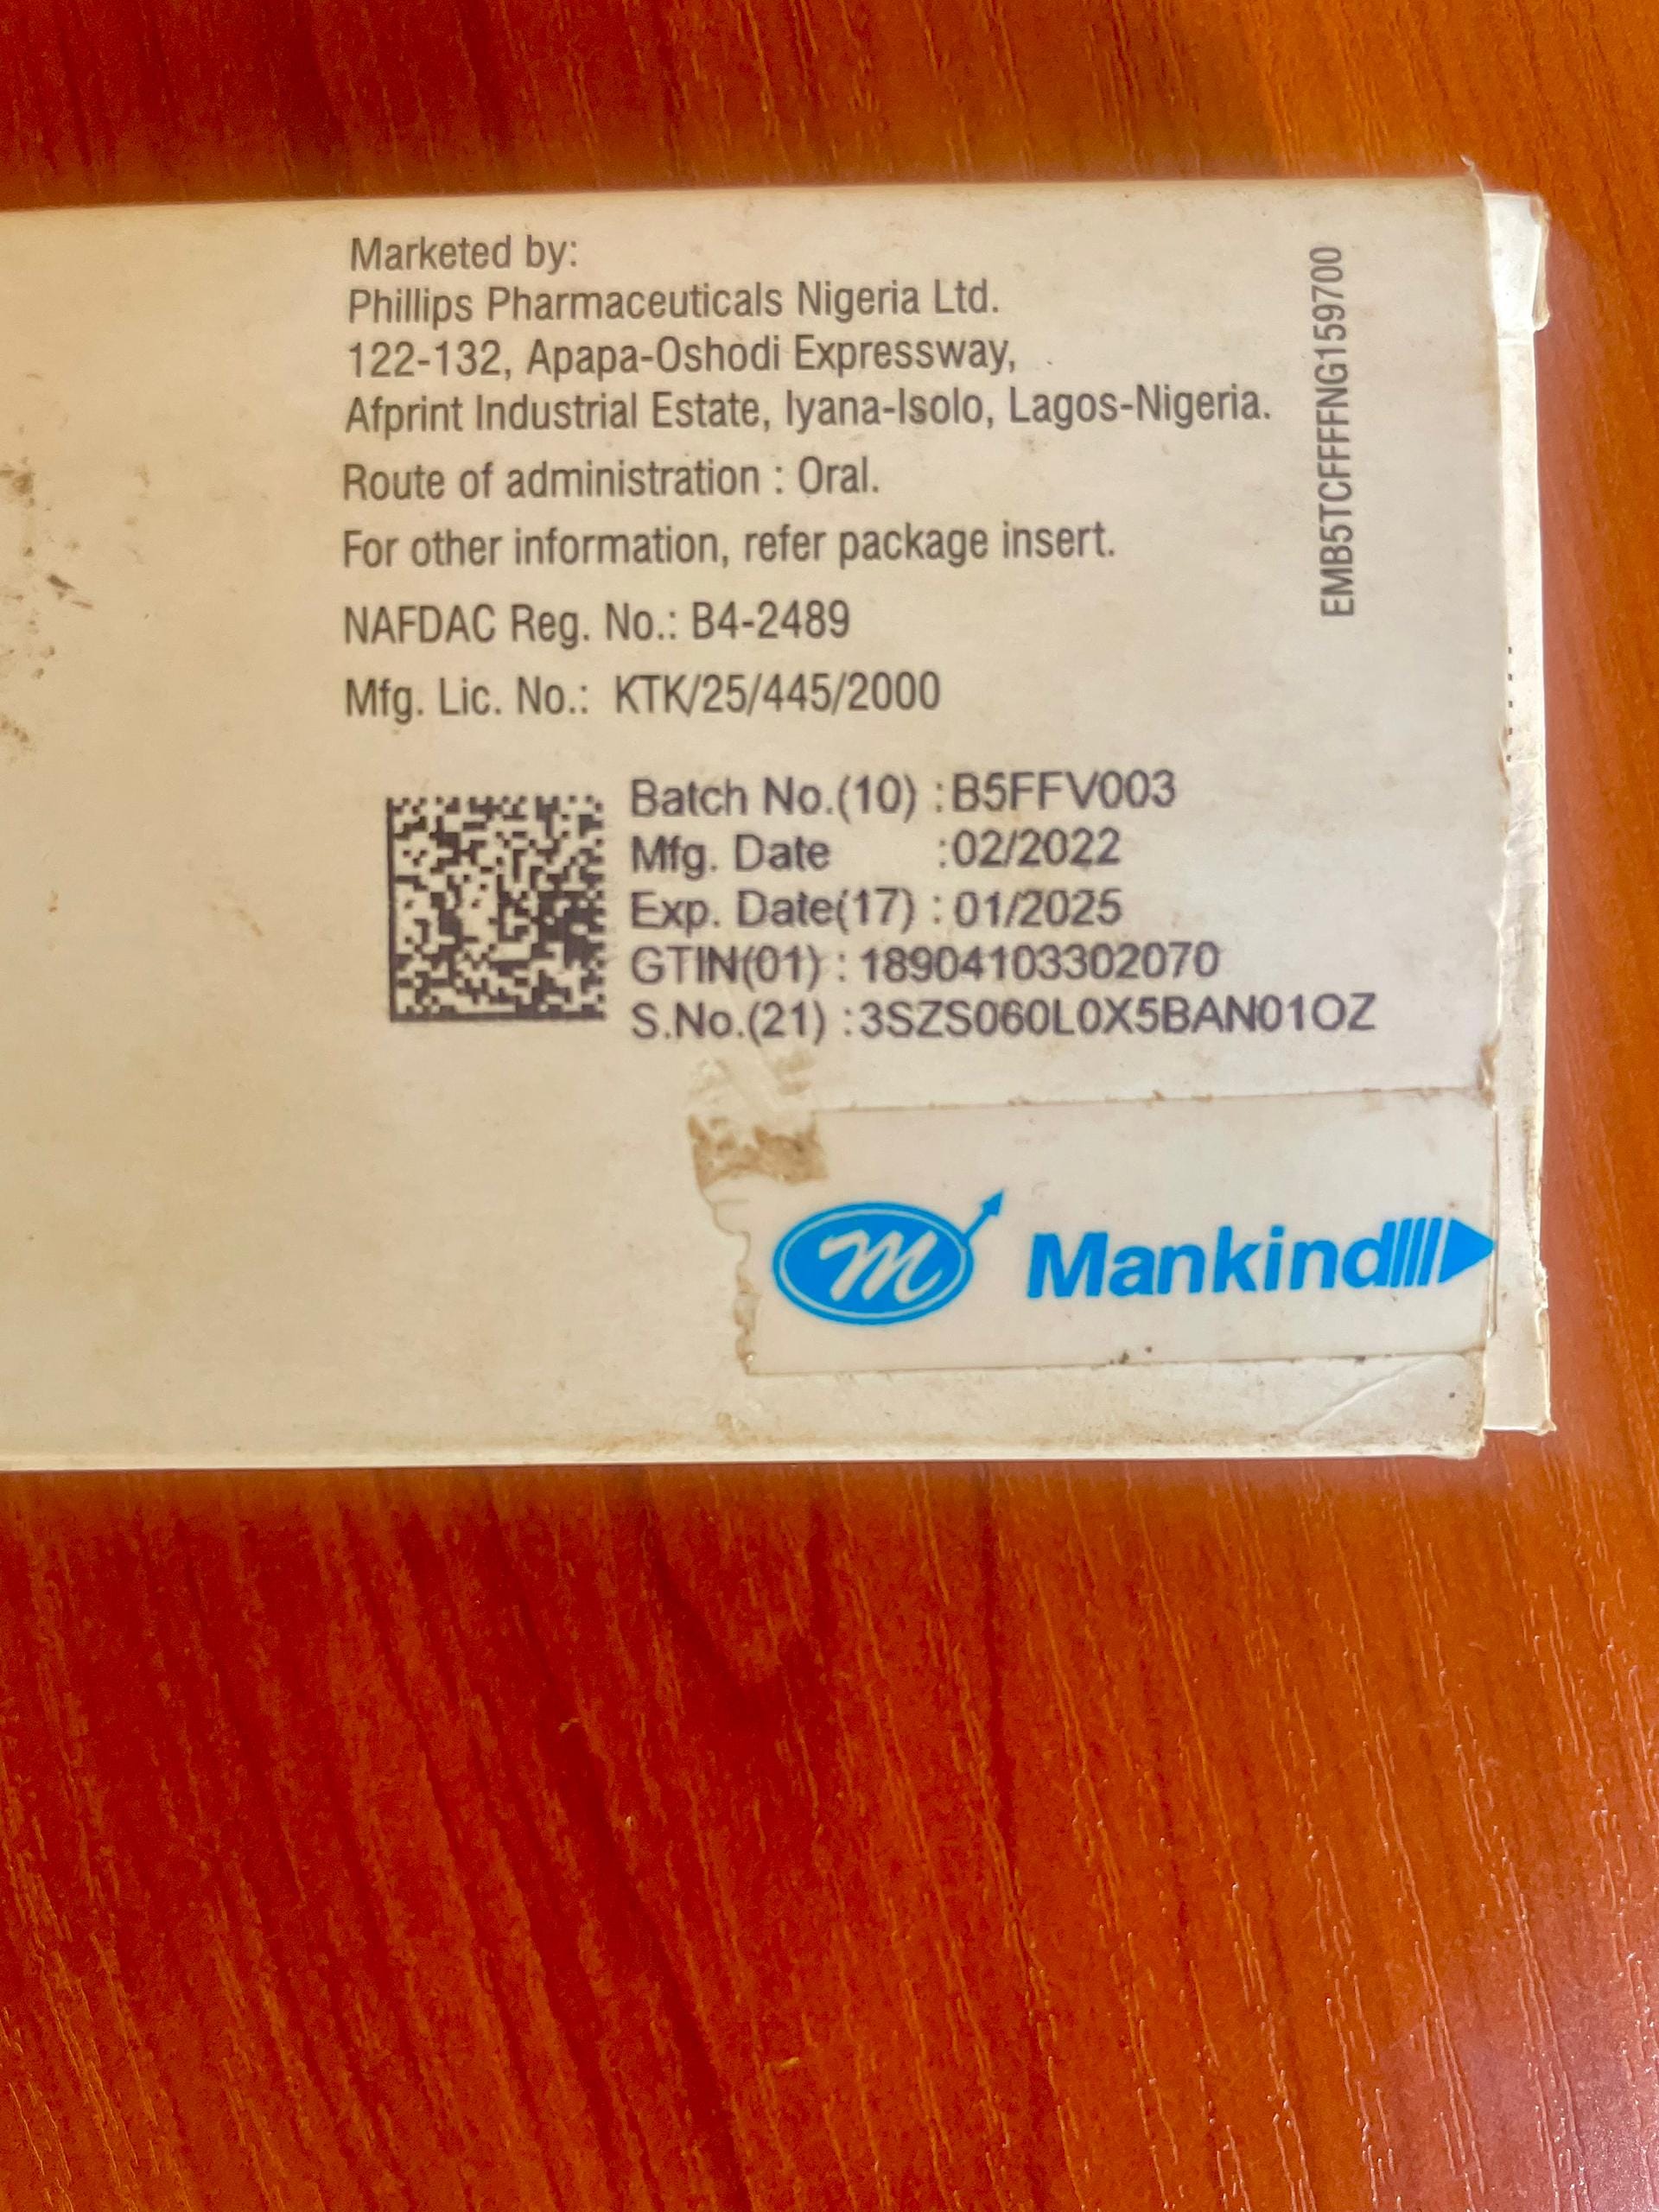 Marketed by:
Phillips Pharmaceuticals Nigeria Ltd.
122-132, Apapa-Oshodi Expressway,
Afprint Industrial Estate, Iyana-Isolo, Lagos-Nigeria.
Route of administration : Oral.
For other information, refer package insert.
NAFDAC Reg. No.: B4-2489
Mfg. Lic. No.: KTK/25/445/2000
EMB5TCFFFFNG159700
Batch No.(10) :B5FFV003
Mfg. Date :02/2022
Exp. Date(17) : 01/2025
GTIN(01) : 18904103302070
S.No.(21) :3SZS060L0X5BAN01OZ
m Mankind